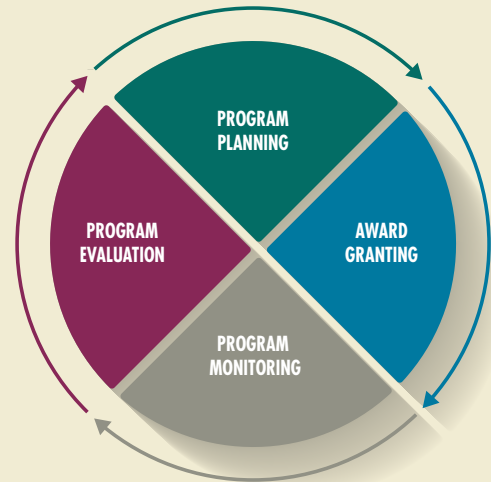 PROGRAM
PLANNING
AWARD
GRANTING
PROGRAM
MONITORING
PROGRAM
EVALUATION